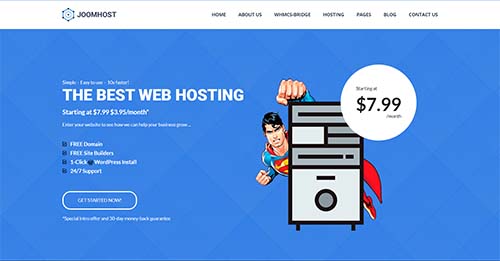 JOOMHOST
HOME ABOUT US WHMCS-BRIDGE HOSTING PAGES BLOG CONTACT US
Simple - Easy to use - 10x faster!
THE BEST WEB HOSTING
Starting at $7.99 $3.95/month*
Enter your website to see how we can help your business grow...
FREE Domain
FREE Site Builders
1-Click WordPress Install
24/7 Support
GET STARTED NOW!
*Special intro offer and 30-day money-back guarantee
Starting at
$7.99
/month